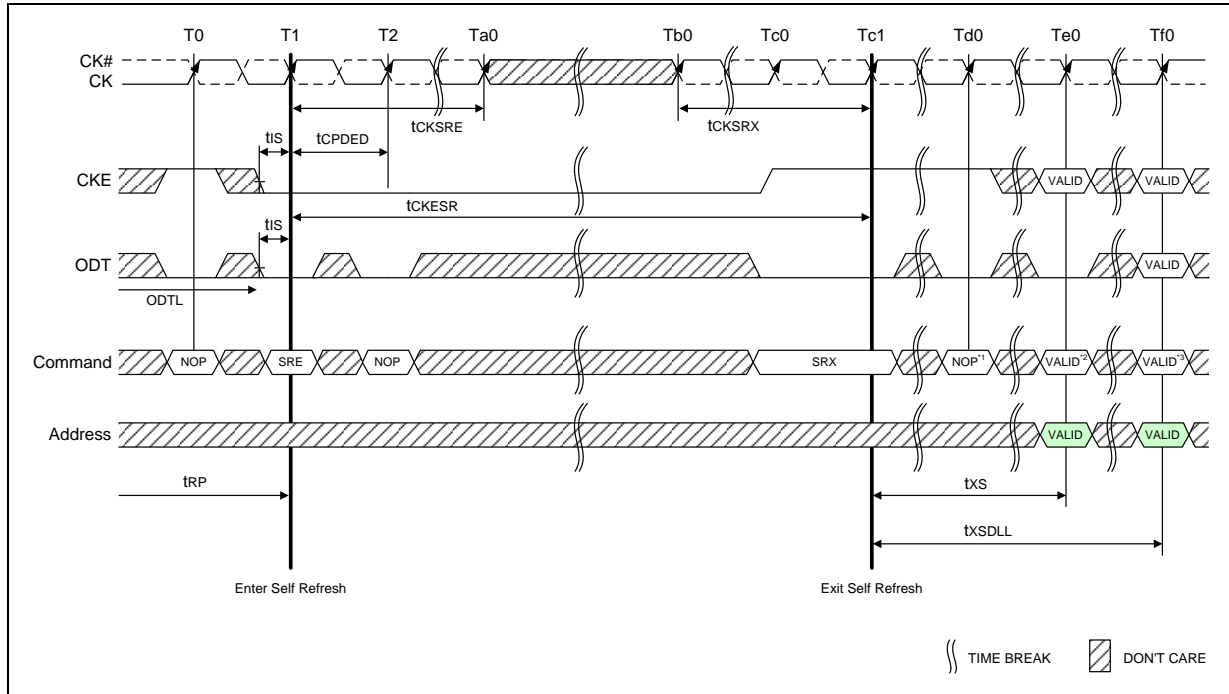 T0 T1 T2 Ta0 Tb0 Tc0 Tc1 Td0 Te0 Tf0
CK#
CK
tCKSRE tCKSRX
tIS tCPDED
CKE VALID VALID
tCKESR
tIS
ODT VALID
ODTL
Command NOP SRE NOP SRX NOP*1 VALID*2 VALID*3
Address VALID VALID
tRP tXS
tXSDLL
Enter Self Refresh Exit Self Refresh
TIME BREAK DON'T CARE